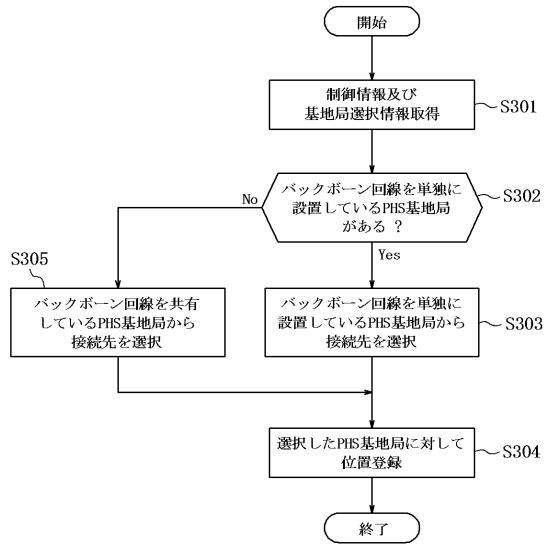 開始
制御情報及び
基地局選択情報取得
S301
バックボーン回線を単独に
設置しているPHS基地局
がある ?
S302
No
Yes
S305
バックボーン回線を共有
しているPHS基地局から
接続先を選択
バックボーン回線を単独に
設置しているPHS基地局から
接続先を選択
S303
選択したPHS基地局に対して
位置登録
S304
終了